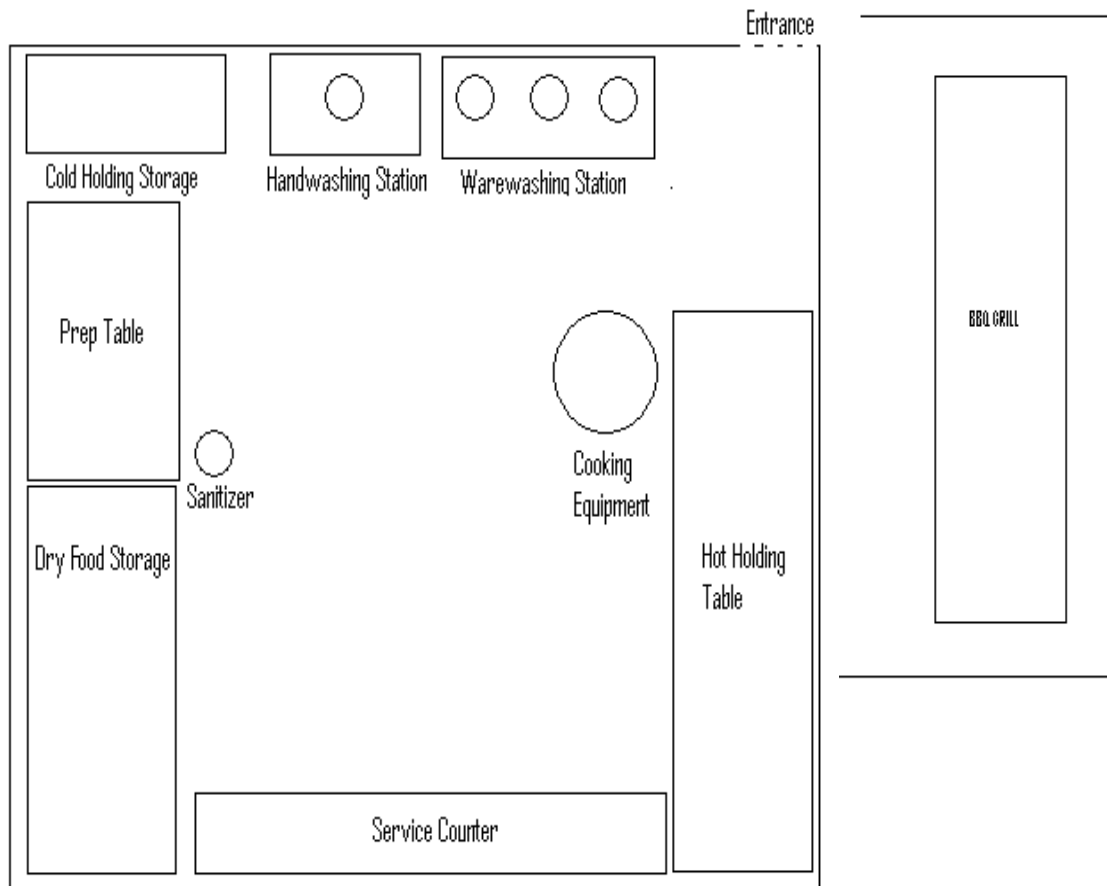 Entrance
Cold Holding Storage
Handwashing Station
Warewashing Station
Prep Table
BBQ GRILL
Sanitizer
Cooking
Equipment
Dry Food Storage
Hot Holding
Table
Service Counter